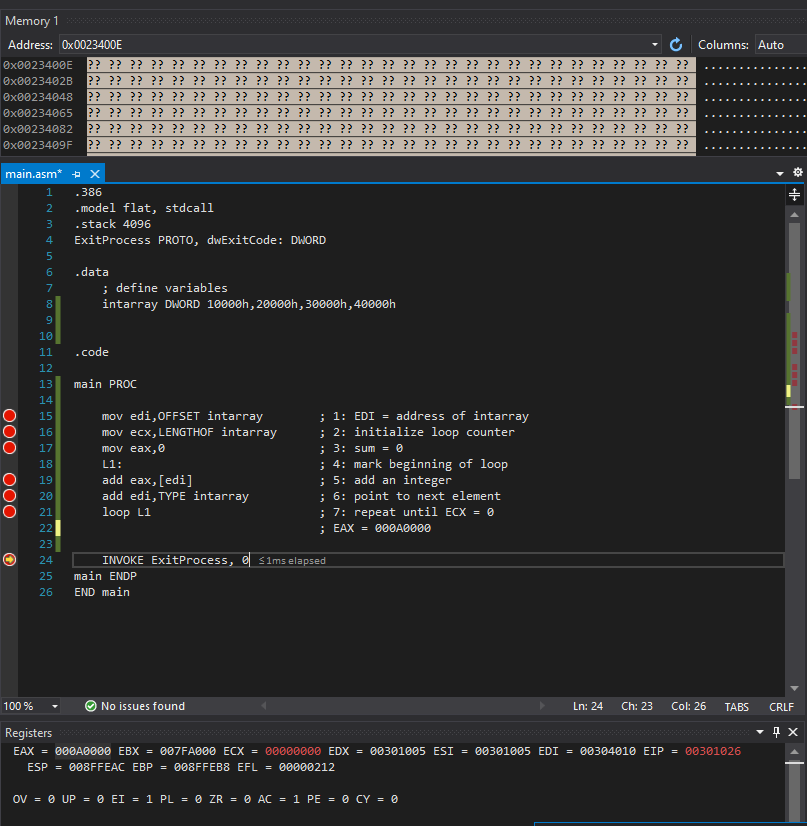 Memory 1
Address: 0x0023400E Columns: Auto
0x0023400E ?? ?? ?? ?? ?? ?? ?? ?? ?? ?? ?? ?? ?? ?? ?? ?? ?? ?? ?? ?? ?? ?? ?? ?? ?? ?? ?? ?? ?? ...............
0x0023402B ?? ?? ?? ?? ?? ?? ?? ?? ?? ?? ?? ?? ?? ?? ?? ?? ?? ?? ?? ?? ?? ?? ?? ?? ?? ?? ?? ?? ?? ...............
0x00234048 ?? ?? ?? ?? ?? ?? ?? ?? ?? ?? ?? ?? ?? ?? ?? ?? ?? ?? ?? ?? ?? ?? ?? ?? ?? ?? ?? ?? ?? ...............
0x00234065 ?? ?? ?? ?? ?? ?? ?? ?? ?? ?? ?? ?? ?? ?? ?? ?? ?? ?? ?? ?? ?? ?? ?? ?? ?? ?? ?? ?? ?? ...............
0x00234082 ?? ?? ?? ?? ?? ?? ?? ?? ?? ?? ?? ?? ?? ?? ?? ?? ?? ?? ?? ?? ?? ?? ?? ?? ?? ?? ?? ?? ?? ...............
0x0023409F ?? ?? ?? ?? ?? ?? ?? ?? ?? ?? ?? ?? ?? ?? ?? ?? ?? ?? ?? ?? ?? ?? ?? ?? ?? ?? ?? ?? ?? ...............
main.asm*
1 .386
2 .model flat, stdcall
3 .stack 4096
4 ExitProcess PROTO, dwExitCode: DWORD
5
6 .data
7 ; define variables
8 intarray DWORD 10000h,20000h,30000h,40000h
9
10
11 .code
12
13 main PROC
14
15 mov edi,OFFSET intarray ; 1: EDI = address of intarray
16 mov ecx,LENGTHOF intarray ; 2: initialize loop counter
17 mov eax,0 ; 3: sum = 0
18 L1: ; 4: mark beginning of loop
19 add eax,[edi] ; 5: add an integer
20 add edi,TYPE intarray ; 6: point to next element
21 loop L1 ; 7: repeat until ECX = 0
22 ; EAX = 000A0000
23
24 INVOKE ExitProcess, 0 ≤1ms elapsed
25 main ENDP
26 END main
100 % No issues found Ln: 24 Ch: 23 Col: 26 TABS CRLF
Registers
EAX = 000A0000 EBX = 007FA000 ECX = 00000000 EDX = 00301005 ESI = 00301005 EDI = 00304010 EIP = 00301026
ESP = 008FFEAC EBP = 008FFEB8 EFL = 00000212
OV = 0 UP = 0 EI = 1 PL = 0 ZR = 0 AC = 1 PE = 0 CY = 0